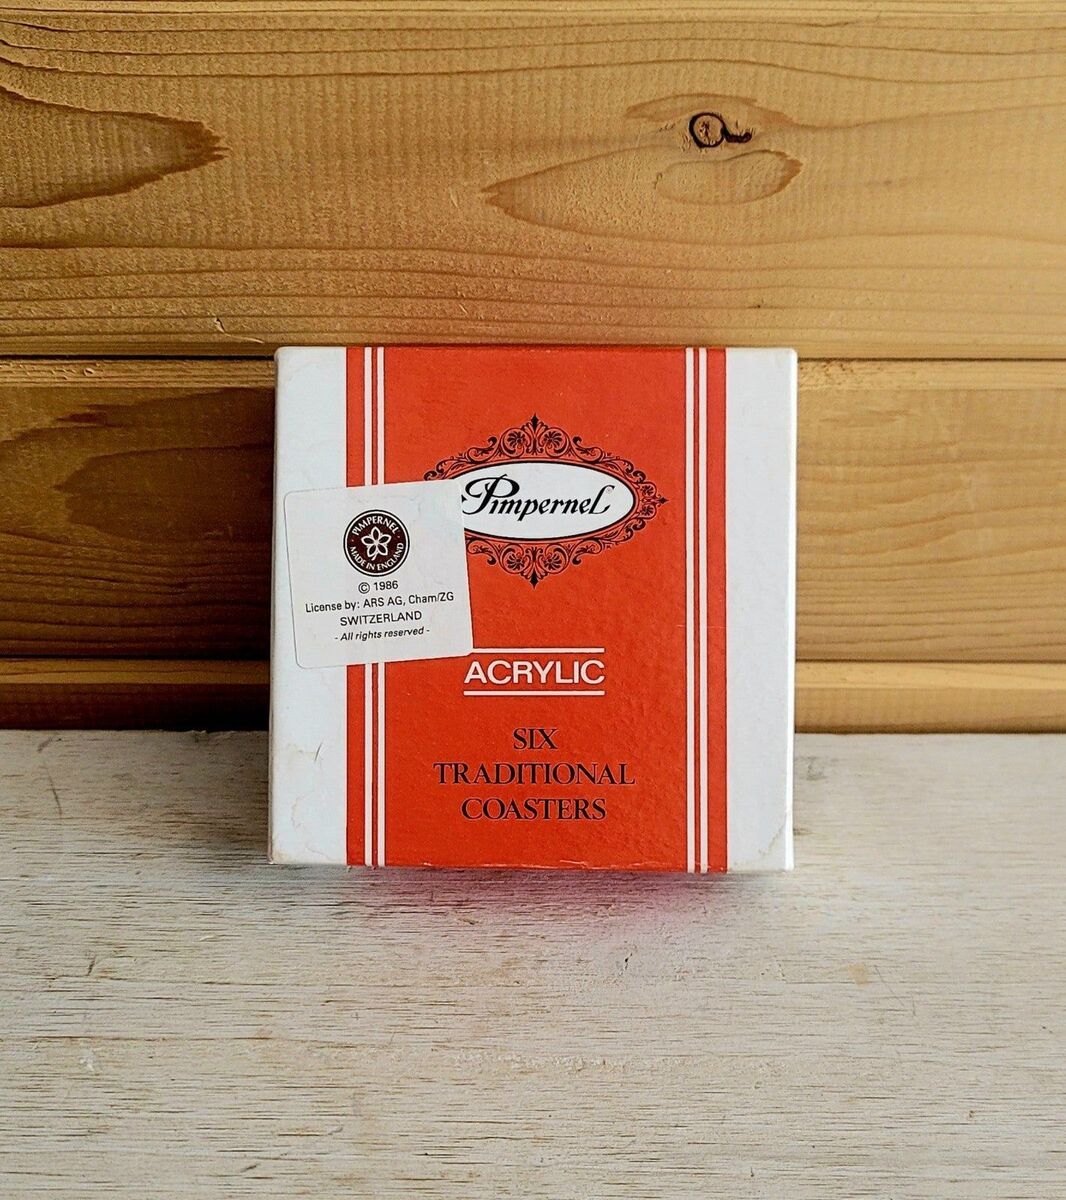 Pimpernel
PIMPERNEL
MADE IN ENGLAND
© 1986
License by: ARS AG, Cham/ZG
SWITZERLAND
- All rights reserved -
ACRYLIC
SIX
TRADITIONAL
COASTERS